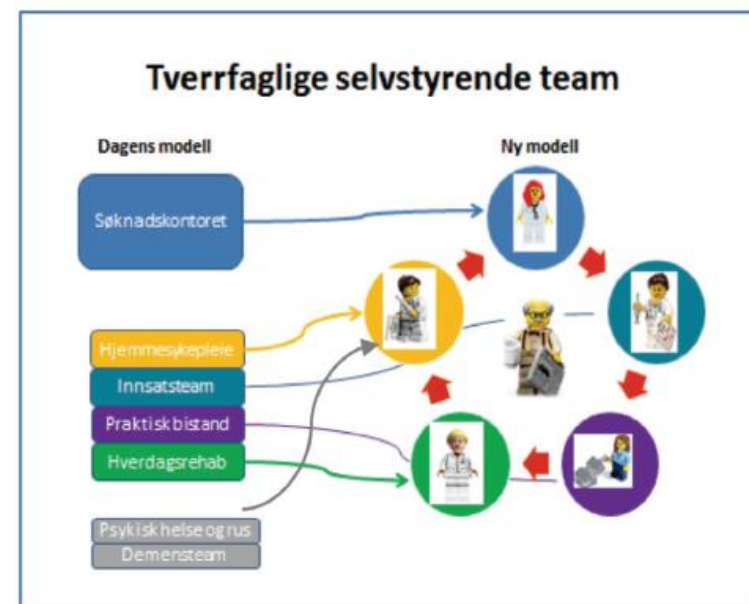 Tverrfaglige selvstyrende team
Dagens modell
Ny modell
Søknadskontoret
Hjemmesykepleie
Innsatsteam
Praktisk bistand
Hverdagsrehab
Psykisk helse og rus
Demensteam